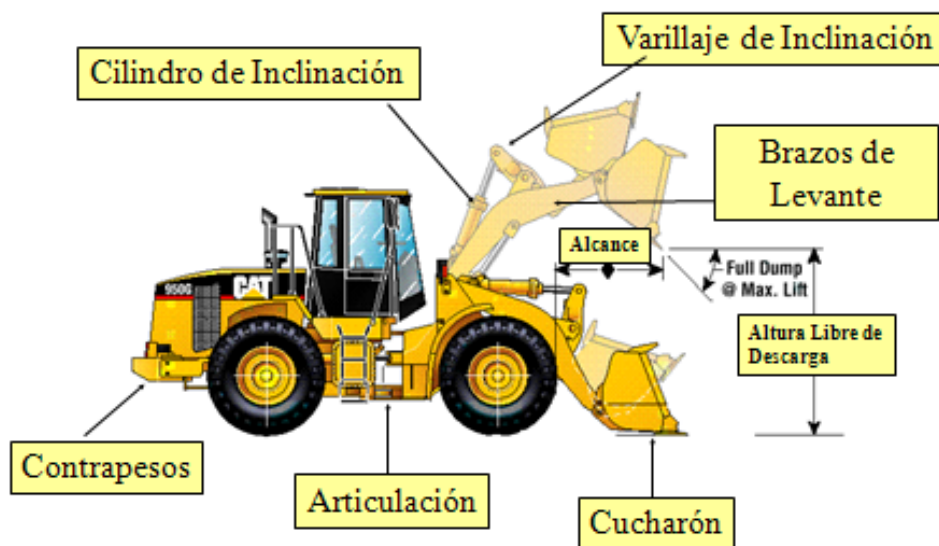 Varillaje de Inclinación
Cilindro de Inclinación
Brazos de
Levante
Alcance
Full Dump
@ Max. Lift
950G
CAT
Altura Libre de
Descarga
Contrapesos
Articulación
Cucharón